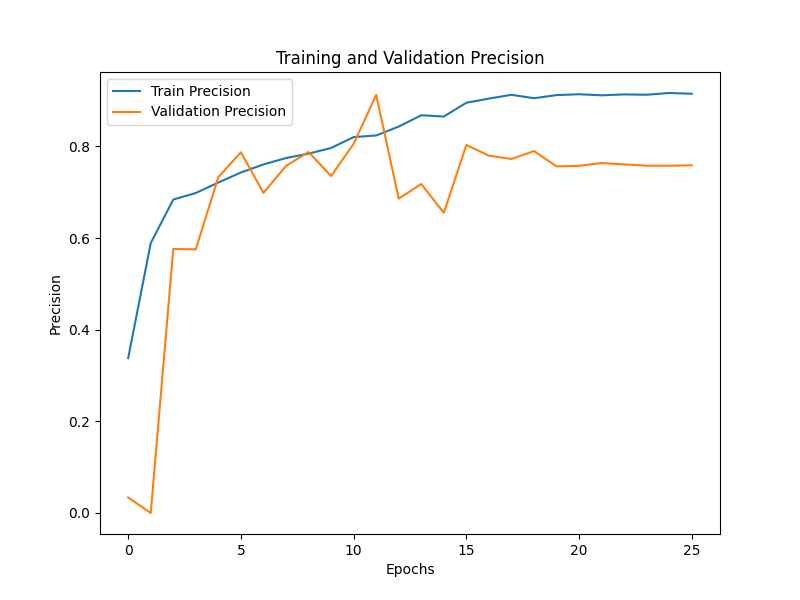 Training and Validation Precision
Train Precision
Validation Precision
0.8
0.6
0.4
0.2
0.0
Precision
0 5 10 15 20 25
Epochs